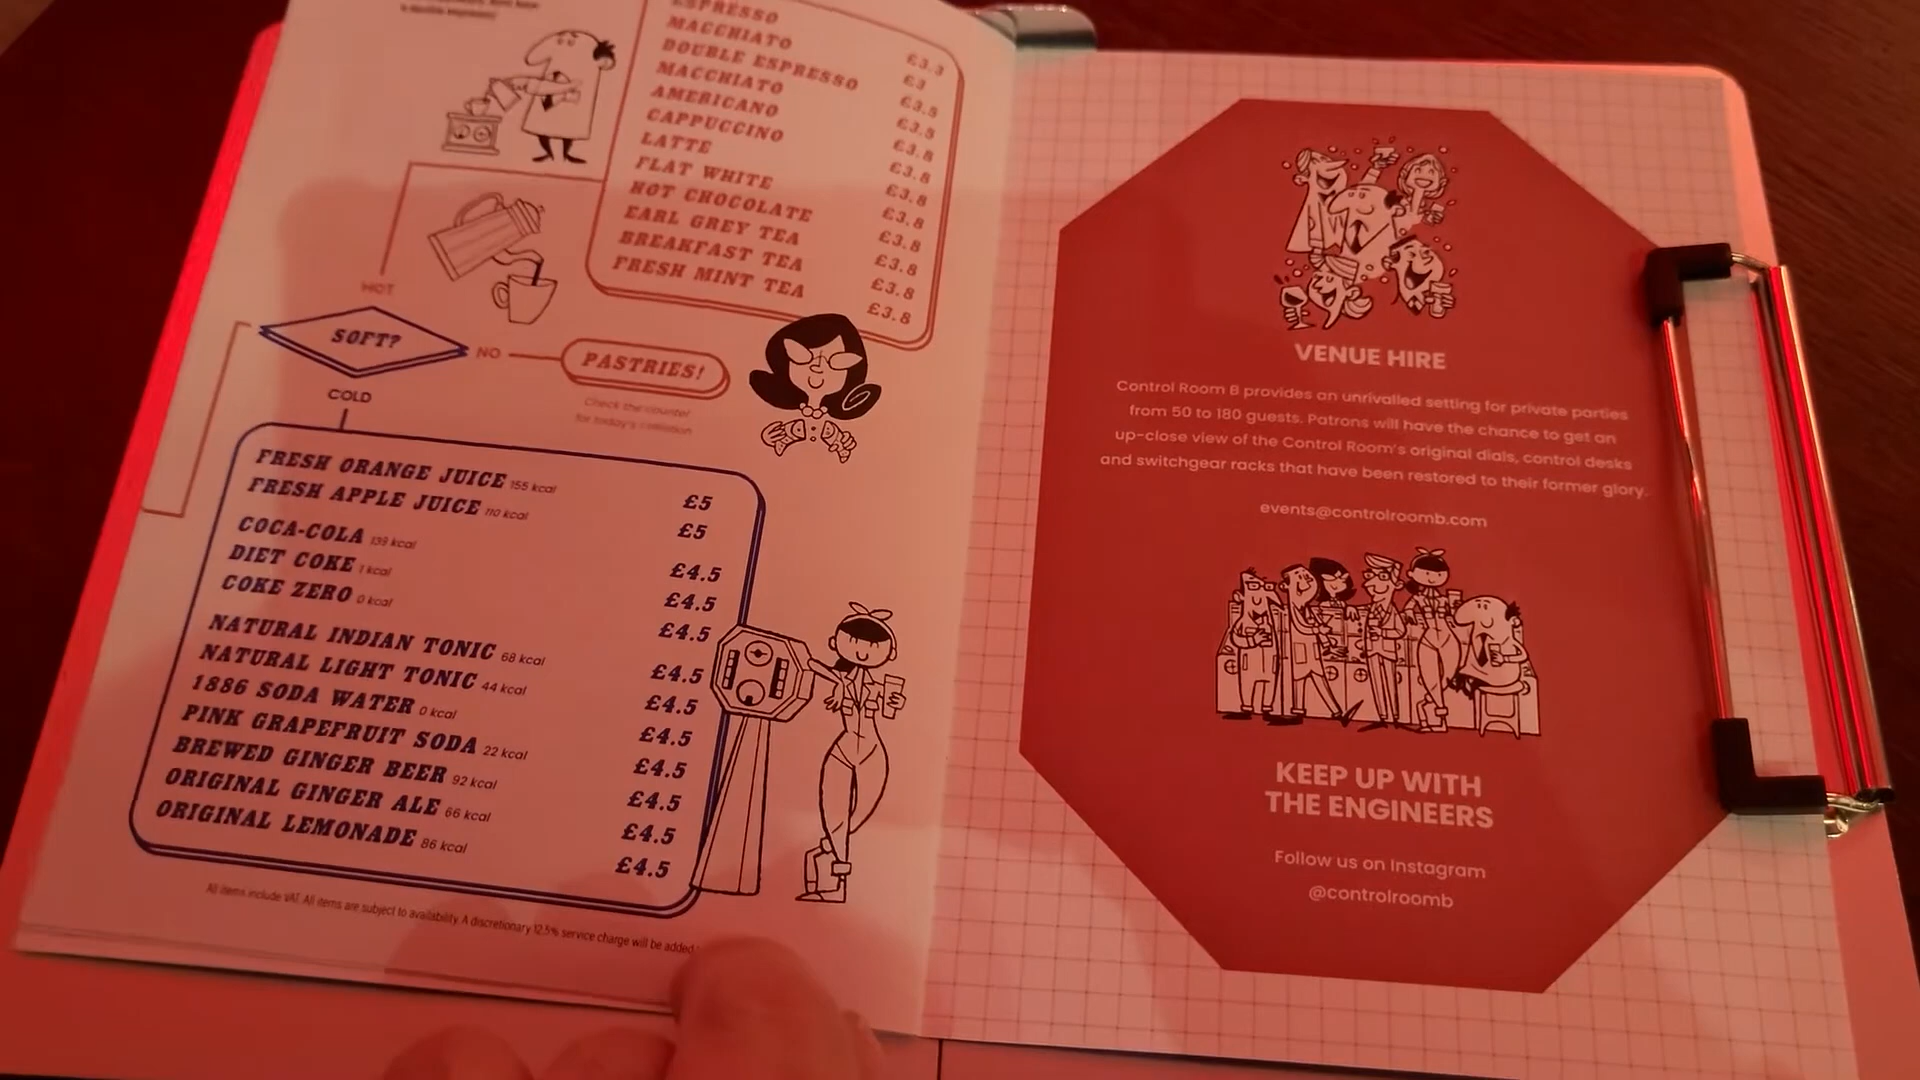 ESPRESSO £3.3
MACCHIATO £3
DOUBLE ESPRESSO £3.5
MACCHIATO £3.5
AMERICANO £3.8
CAPPUCCINO £3.8
LATTE £3.8
FLAT WHITE £3.8
HOT CHOCOLATE £3.8
EARL GREY TEA £3.8
BREAKFAST TEA £3.8
FRESH MINT TEA £3.8
HOT
SOFT?
NO
PASTRIES!
Check the counter
for today's collection
COLD
FRESH ORANGE JUICE 155 kcal £5
FRESH APPLE JUICE 110 kcal £5
COCA-COLA 139 kcal £4.5
DIET COKE 1 kcal £4.5
COKE ZERO 0 kcal £4.5
NATURAL INDIAN TONIC 68 kcal £4.5
NATURAL LIGHT TONIC 44 kcal £4.5
1886 SODA WATER 0 kcal £4.5
PINK GRAPEFRUIT SODA 22 kcal £4.5
BREWED GINGER BEER 92 kcal £4.5
ORIGINAL GINGER ALE 66 kcal £4.5
ORIGINAL LEMONADE 86 kcal £4.5
All items include VAT. All items are subject to availability. A discretionary 12.5% service charge will be added
VENUE HIRE
Control Room B provides an unrivalled setting for private parties
from 50 to 180 guests. Patrons will have the chance to get an
up-close view of the Control Room's original dials, control desks
and switchgear racks that have been restored to their former glory.
events@controlroomb.com
KEEP UP WITH
THE ENGINEERS
Follow us on Instagram
@controlroomb